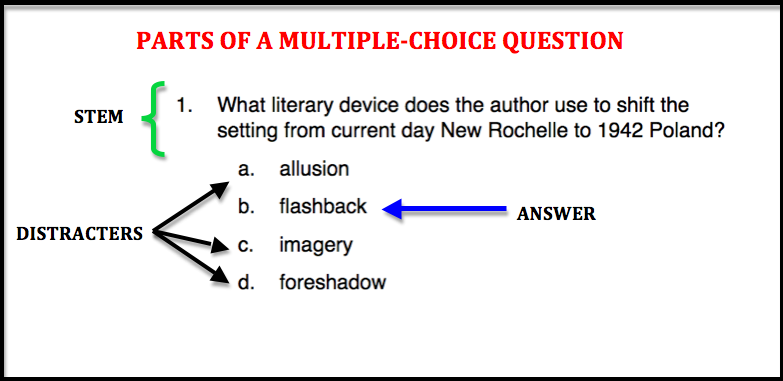 PARTS OF A MULTIPLE-CHOICE QUESTION
STEM
1. What literary device does the author use to shift the
setting from current day New Rochelle to 1942 Poland?
a. allusion
b. flashback
ANSWER
DISTRACTERS
c. imagery
d. foreshadow